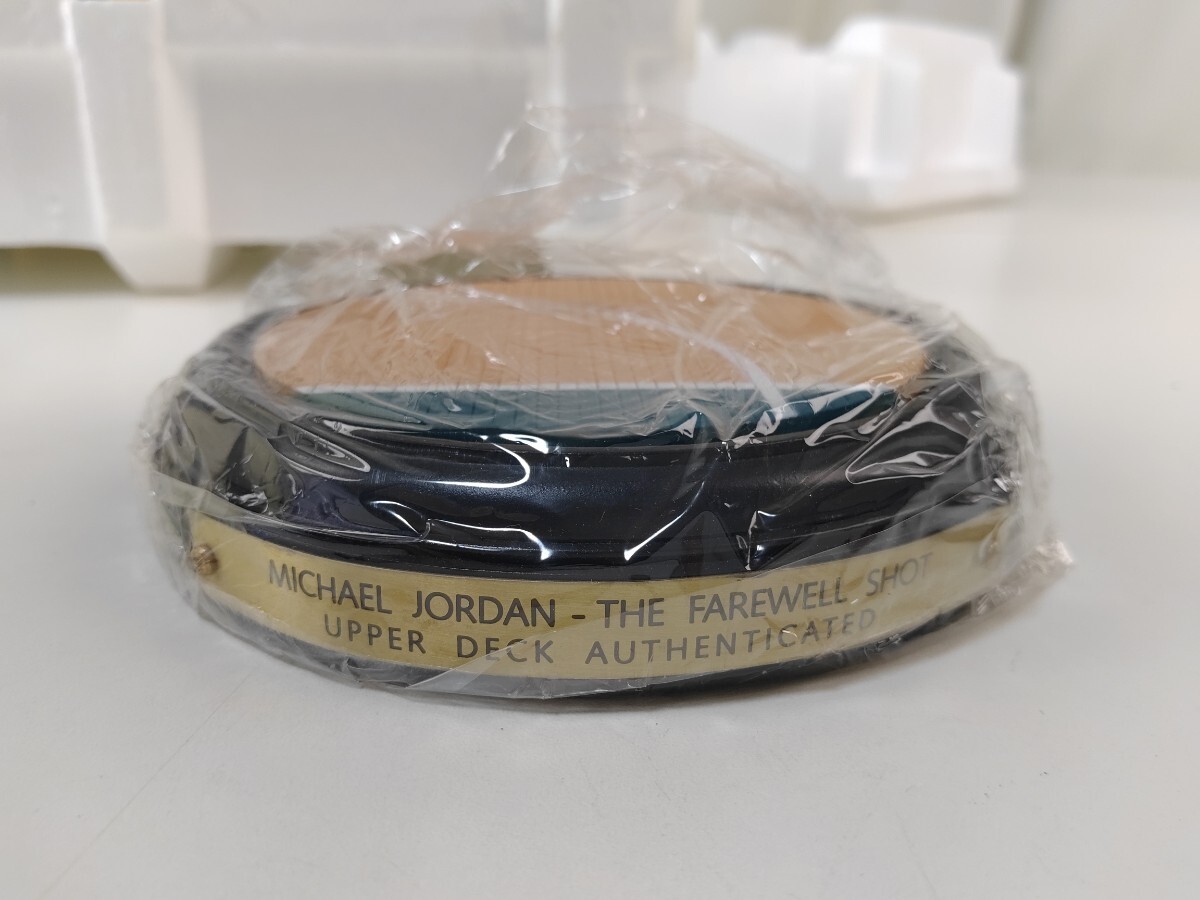 MICHAEL JORDAN - THE FAREWELL SHOT
UPPER DECK AUTHENTICATED